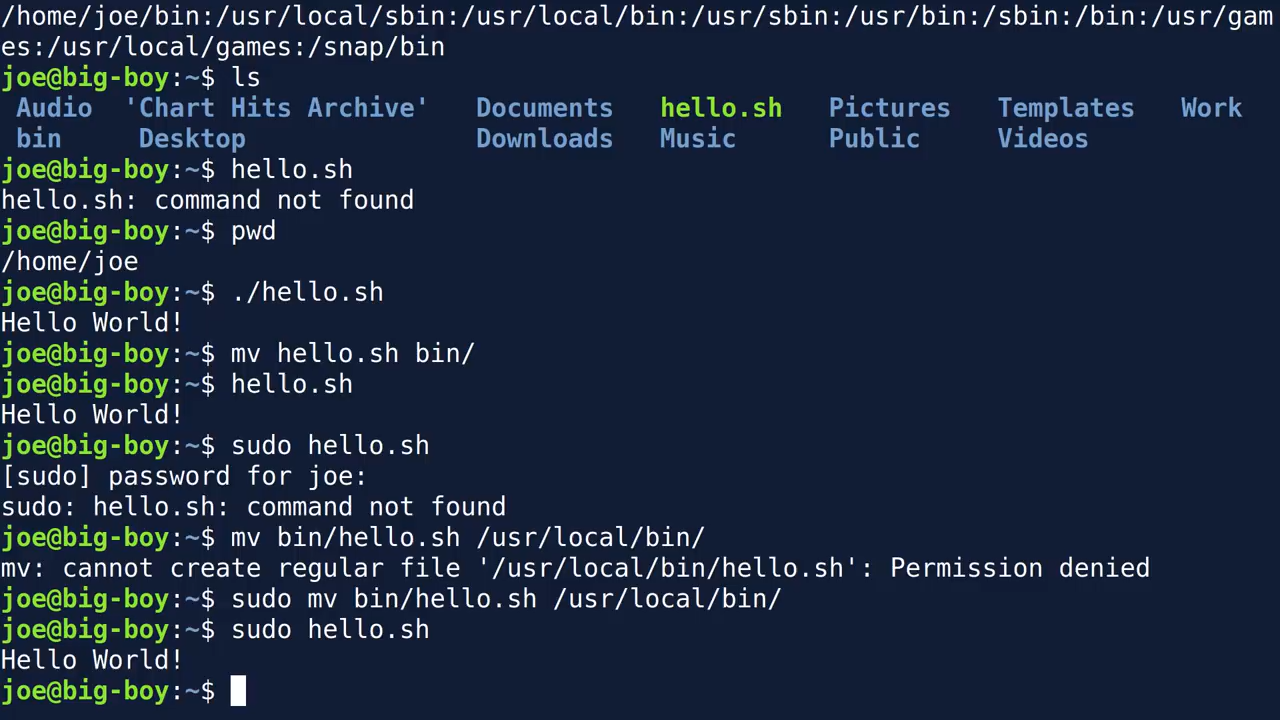 /home/joe/bin:/usr/local/sbin:/usr/local/bin:/usr/sbin:/usr/bin:/sbin:/bin:/usr/gam
es:/usr/local/games:/snap/bin
joe@big-boy:~$ ls
Audio 'Chart Hits Archive' Documents hello.sh Pictures Templates Work
bin Desktop Downloads Music Public Videos
joe@big-boy:~$ hello.sh
hello.sh: command not found
joe@big-boy:~$ pwd
/home/joe
joe@big-boy:~$ ./hello.sh
Hello World!
joe@big-boy:~$ mv hello.sh bin/
joe@big-boy:~$ hello.sh
Hello World!
joe@big-boy:~$ sudo hello.sh
[sudo] password for joe:
sudo: hello.sh: command not found
joe@big-boy:~$ mv bin/hello.sh /usr/local/bin/
mv: cannot create regular file '/usr/local/bin/hello.sh': Permission denied
joe@big-boy:~$ sudo mv bin/hello.sh /usr/local/bin/
joe@big-boy:~$ sudo hello.sh
Hello World!
joe@big-boy:~$